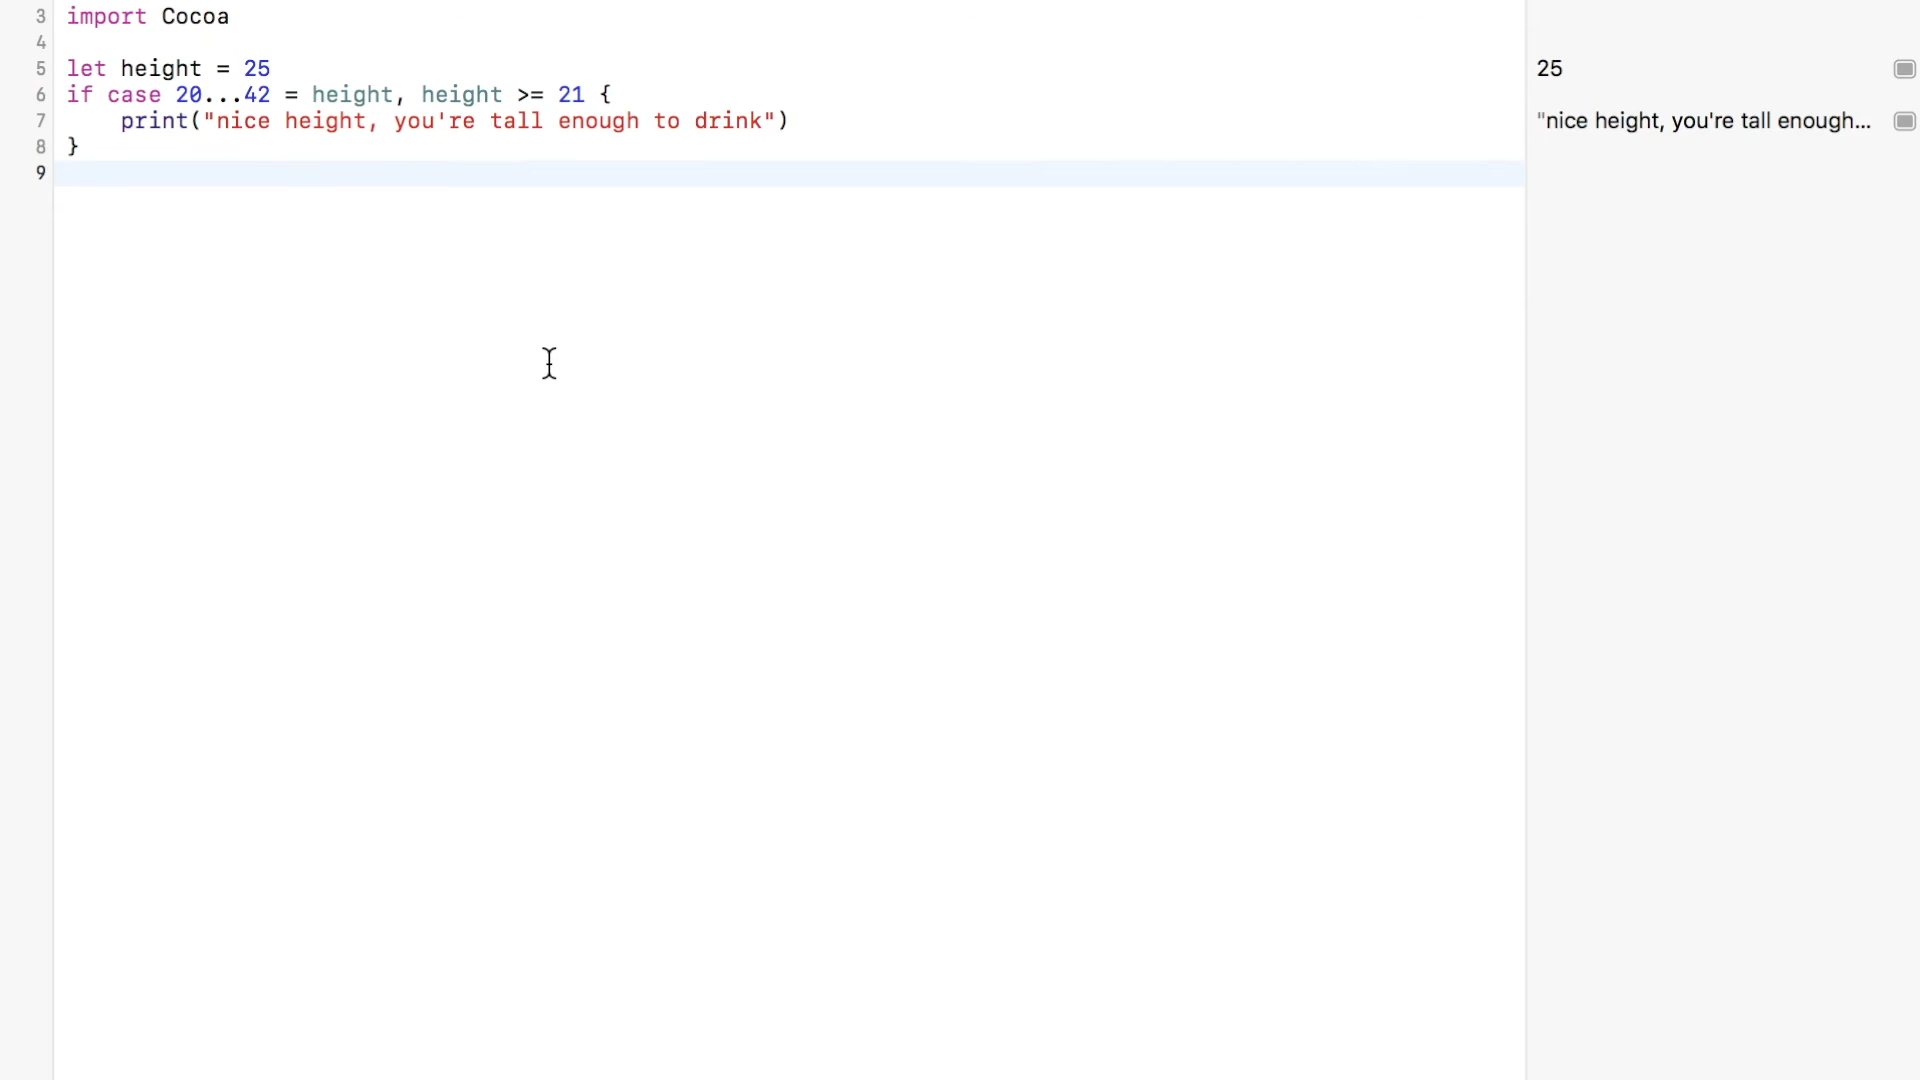 3 import Cocoa
4
5 let height = 25 25
6 if case 20...42 = height, height >= 21 {
7     print("nice height, you're tall enough to drink") "nice height, you're tall enough...
8 }
9